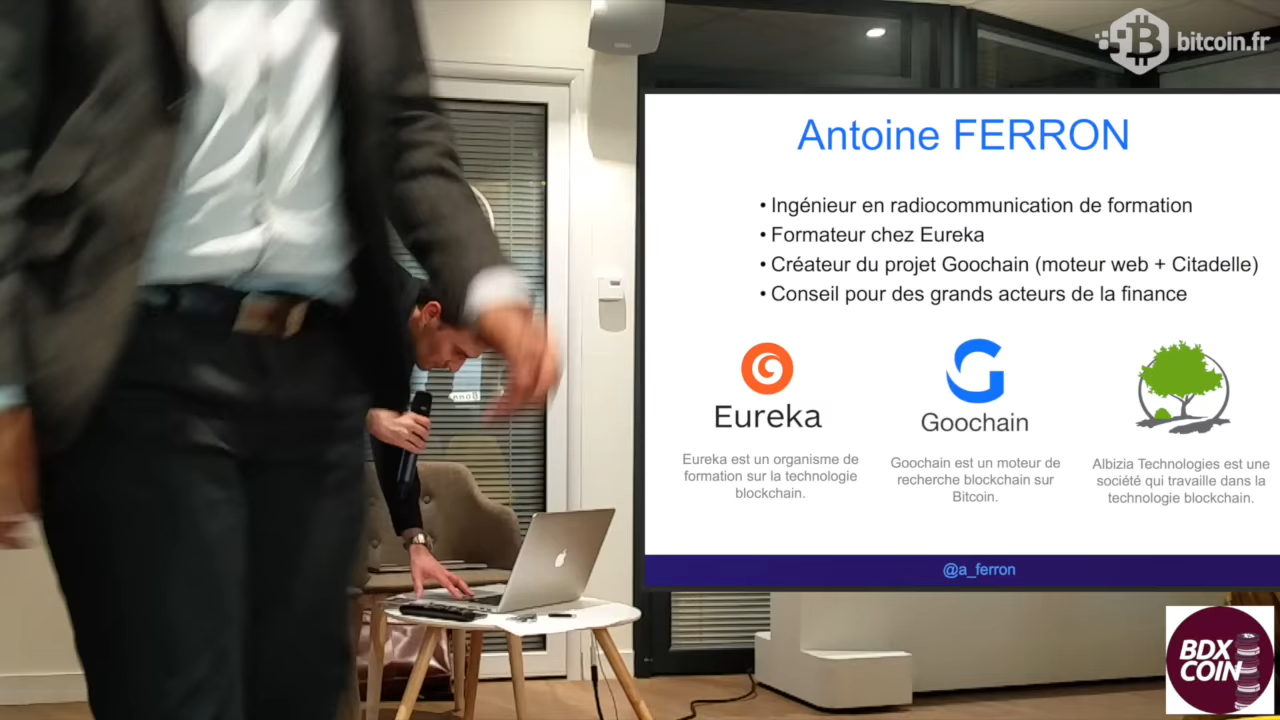 bitcoin.fr
Antoine FERRON
• Ingénieur en radiocommunication de formation
• Formateur chez Eureka
• Créateur du projet Goochain (moteur web + Citadelle)
• Conseil pour des grands acteurs de la finance
Eureka
Goochain
Eureka est un organisme de
formation sur la technologie
blockchain.
Goochain est un moteur de
recherche blockchain sur
Bitcoin.
Albizia Technologies est une
société qui travaille dans la
technologie blockchain.
@a_ferron
BDX
COIN